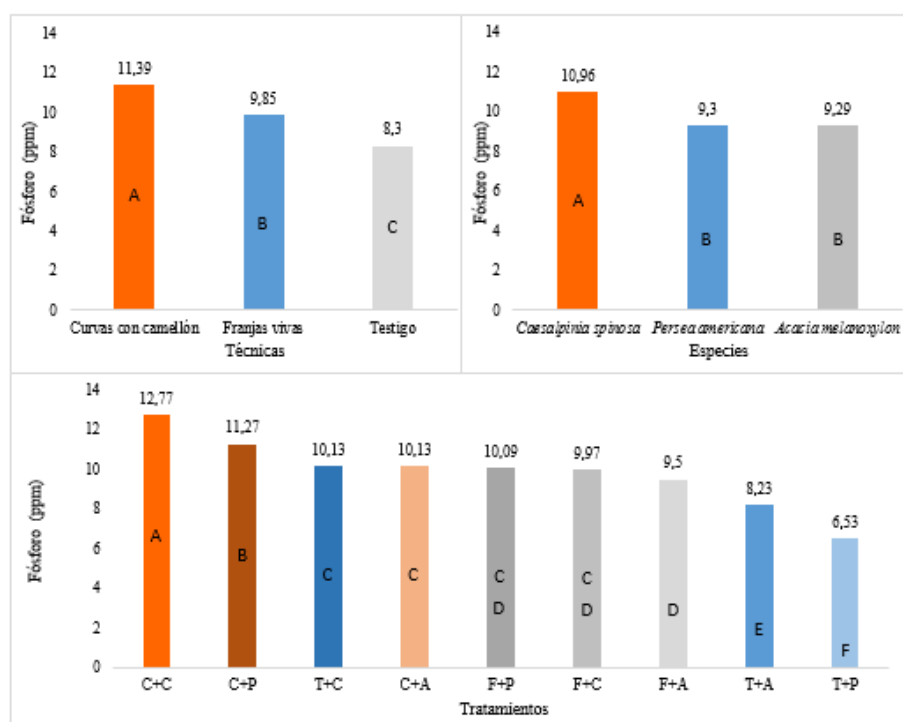 14
12
10
8
6
4
2
0
Fósforo (ppm)
11,39
9,85
8,3
A
B
C
Curvas con camellón
Franjas vivas
Testigo
Técnicas
14
12
10
8
6
4
2
0
Fósforo (ppm)
10,96
9,3
9,29
A
B
B
Caesalpinia spinosa
Persea americana
Acacia melanoxylon
Especies
14
12
10
8
6
4
2
0
Fósforo (ppm)
12,77
11,27
10,13
10,13
10,09
9,97
9,5
8,23
6,53
A
B
C
C
C
D
C
D
D
E
F
C+C
C+P
T+C
C+A
F+P
F+C
F+A
T+A
T+P
Tratamientos